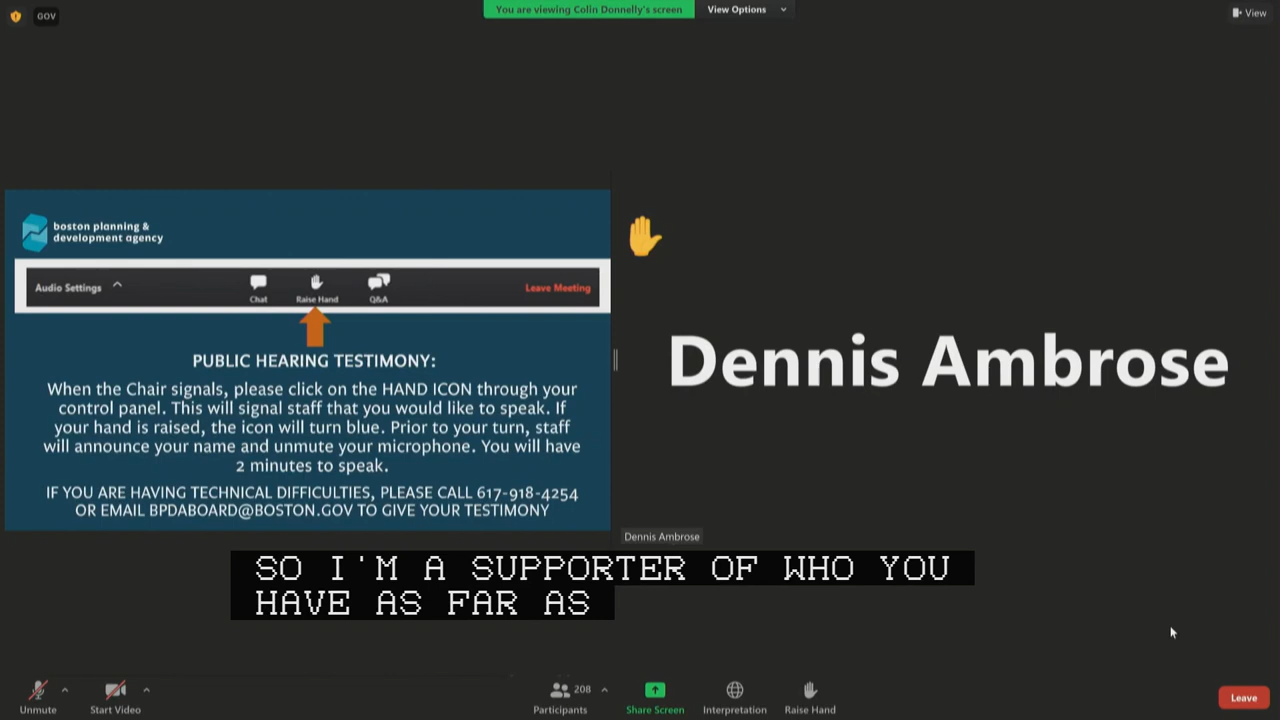 GOV
You are viewing Colin Donnelly's screen
View Options
View
boston planning &
development agency
Audio Settings
Chat
Raise Hand
Q&A
Leave Meeting
PUBLIC HEARING TESTIMONY:
When the Chair signals, please click on the HAND ICON through your
control panel. This will signal staff that you would like to speak. If
your hand is raised, the icon will turn blue. Prior to your turn, staff
will announce your name and unmute your microphone. You will have
2 minutes to speak.
IF YOU ARE HAVING TECHNICAL DIFFICULTIES, PLEASE CALL 617-918-4254
OR EMAIL BPDABOARD@BOSTON.GOV TO GIVE YOUR TESTIMONY
Dennis Ambrose
Dennis Ambrose
SO I'M A SUPPORTER OF WHO YOU
HAVE AS FAR AS
Unmute
Start Video
208
Participants
Share Screen
Interpretation
Raise Hand
Leave